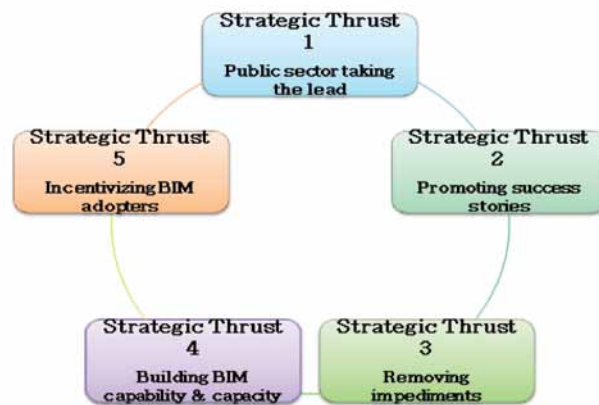 Strategic Thrust
1
Public sector taking
the lead
Strategic Thrust
2
Promoting success
stories
Strategic Thrust
3
Removing
impediments
Strategic Thrust
4
Building BIM
capability & capacity
Strategic Thrust
5
Incentivizing BIM
adopters